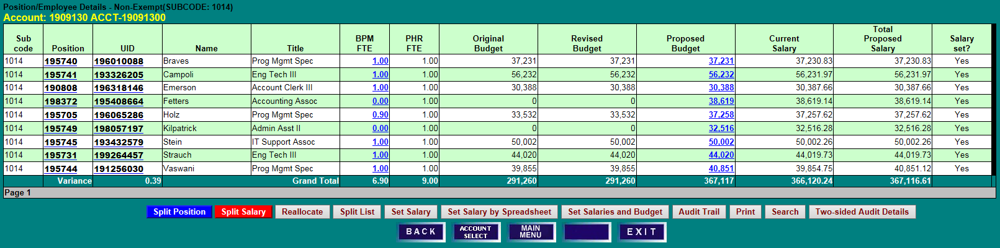 Position/Employee Details - Non-Exempt(SUBCODE: 1014)
Account: 1909130 ACCT-19091300
Sub code Position UID Name Title BPM FTE PHR FTE Original Budget Revised Budget Proposed Budget Current Salary Total Proposed Salary Salary set?
1014 195740 196010088 Braves Prog Mgmt Spec 1.00 1.00 37,231 37,231 37,231 37,230.83 37,230.83 Yes
1014 195741 193326205 Campoli Eng Tech III 1.00 1.00 56,232 56,232 56,232 56,231.97 56,231.97 Yes
1014 190808 196318146 Emerson Account Clerk III 1.00 1.00 30,388 30,388 30,388 30,387.66 30,387.66 Yes
1014 198372 195408664 Fetters Accounting Assoc 0.00 1.00 0 0 38,619 38,619.14 38,619.14 Yes
1014 195705 196065286 Holz Prog Mgmt Spec 0.90 1.00 33,532 33,532 37,258 37,257.62 37,257.62 Yes
1014 195749 198057197 Kilpatrick Admin Asst II 0.00 1.00 0 0 32,516 32,516.28 32,516.28 Yes
1014 195745 193432579 Stein IT Support Assoc 1.00 1.00 50,002 50,002 50,002 50,002.26 50,002.26 Yes
1014 195731 199264457 Strauch Eng Tech III 1.00 1.00 44,020 44,020 44,020 44,019.73 44,019.73 Yes
1014 195744 191256030 Vaswani Prog Mgmt Spec 1.00 1.00 39,855 39,855 40,851 39,854.75 40,851.12 Yes
Variance 0.39 Grand Total 6.90 9.00 291,260 291,260 367,117 366,120.24 367,116.61
Page 1
Split Position Split Salary Reallocate Split List Set Salary Set Salary by Spreadsheet Set Salaries and Budget Audit Trail Print Search Two-sided Audit Details
BACK ACCOUNT SELECT MAIN MENU EXIT